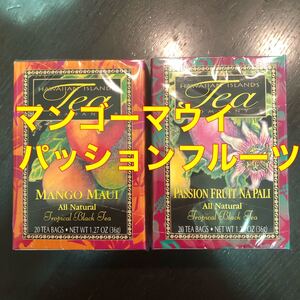 HAWAIIAN ISLANDS
Tea
マンゴーマウイ
MANGO MAUI
All Natural
Tropical Black Tea
20 TEA BAGS • NET WT 1.27 OZ (36g)
HAWAIIAN ISLANDS
Tea
パッションフルーツ
PASSION FRUIT NA PALI
All Natural
Tropical Black Tea
20 TEA BAGS • NET WT 1.27 OZ (36g)